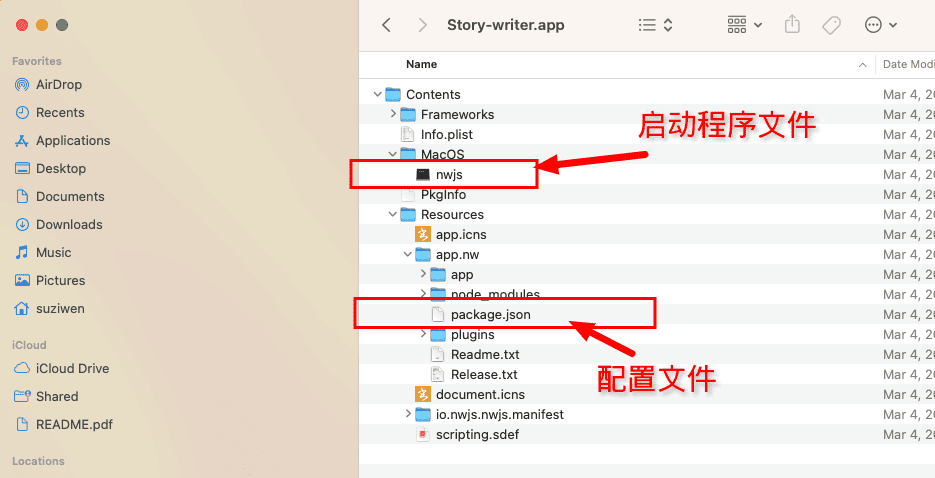 Story-writer.app
Favorites
AirDrop
Recents
Applications
Desktop
Documents
Downloads
Music
Pictures
suziwen
iCloud
iCloud Drive
Shared
README.pdf
Locations
Name
Date Modi
Contents
Mar 4, 20
Frameworks
Mar 4, 20
Info.plist
Mar 4, 20
MacOS
Mar 4, 20
nwjs
Mar 4, 20
PkgInfo
Mar 4, 20
Resources
Mar 4, 20
app.icns
Mar 4, 20
app.nw
Mar 4, 20
app
Mar 4, 20
node_modules
Mar 4, 20
package.json
Mar 4, 20
plugins
Mar 4, 20
Readme.txt
Mar 4, 20
Release.txt
Mar 4, 20
document.icns
Mar 4, 20
io.nwjs.nwjs.manifest
Mar 4, 20
scripting.sdef
Mar 4, 20
启动程序文件
配置文件